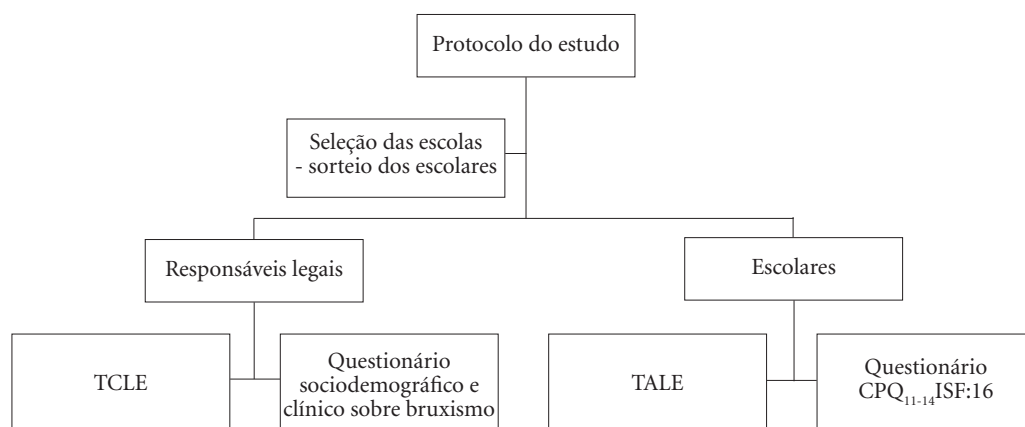 Protocolo do estudo
Seleção das escolas
- sorteio dos escolares
Responsáveis legais
Escolares
TCLE
Questionário
sociodemográfico e
clínico sobre bruxismo
TALE
Questionário
CPQ₁₁₋₁₄ISF:16